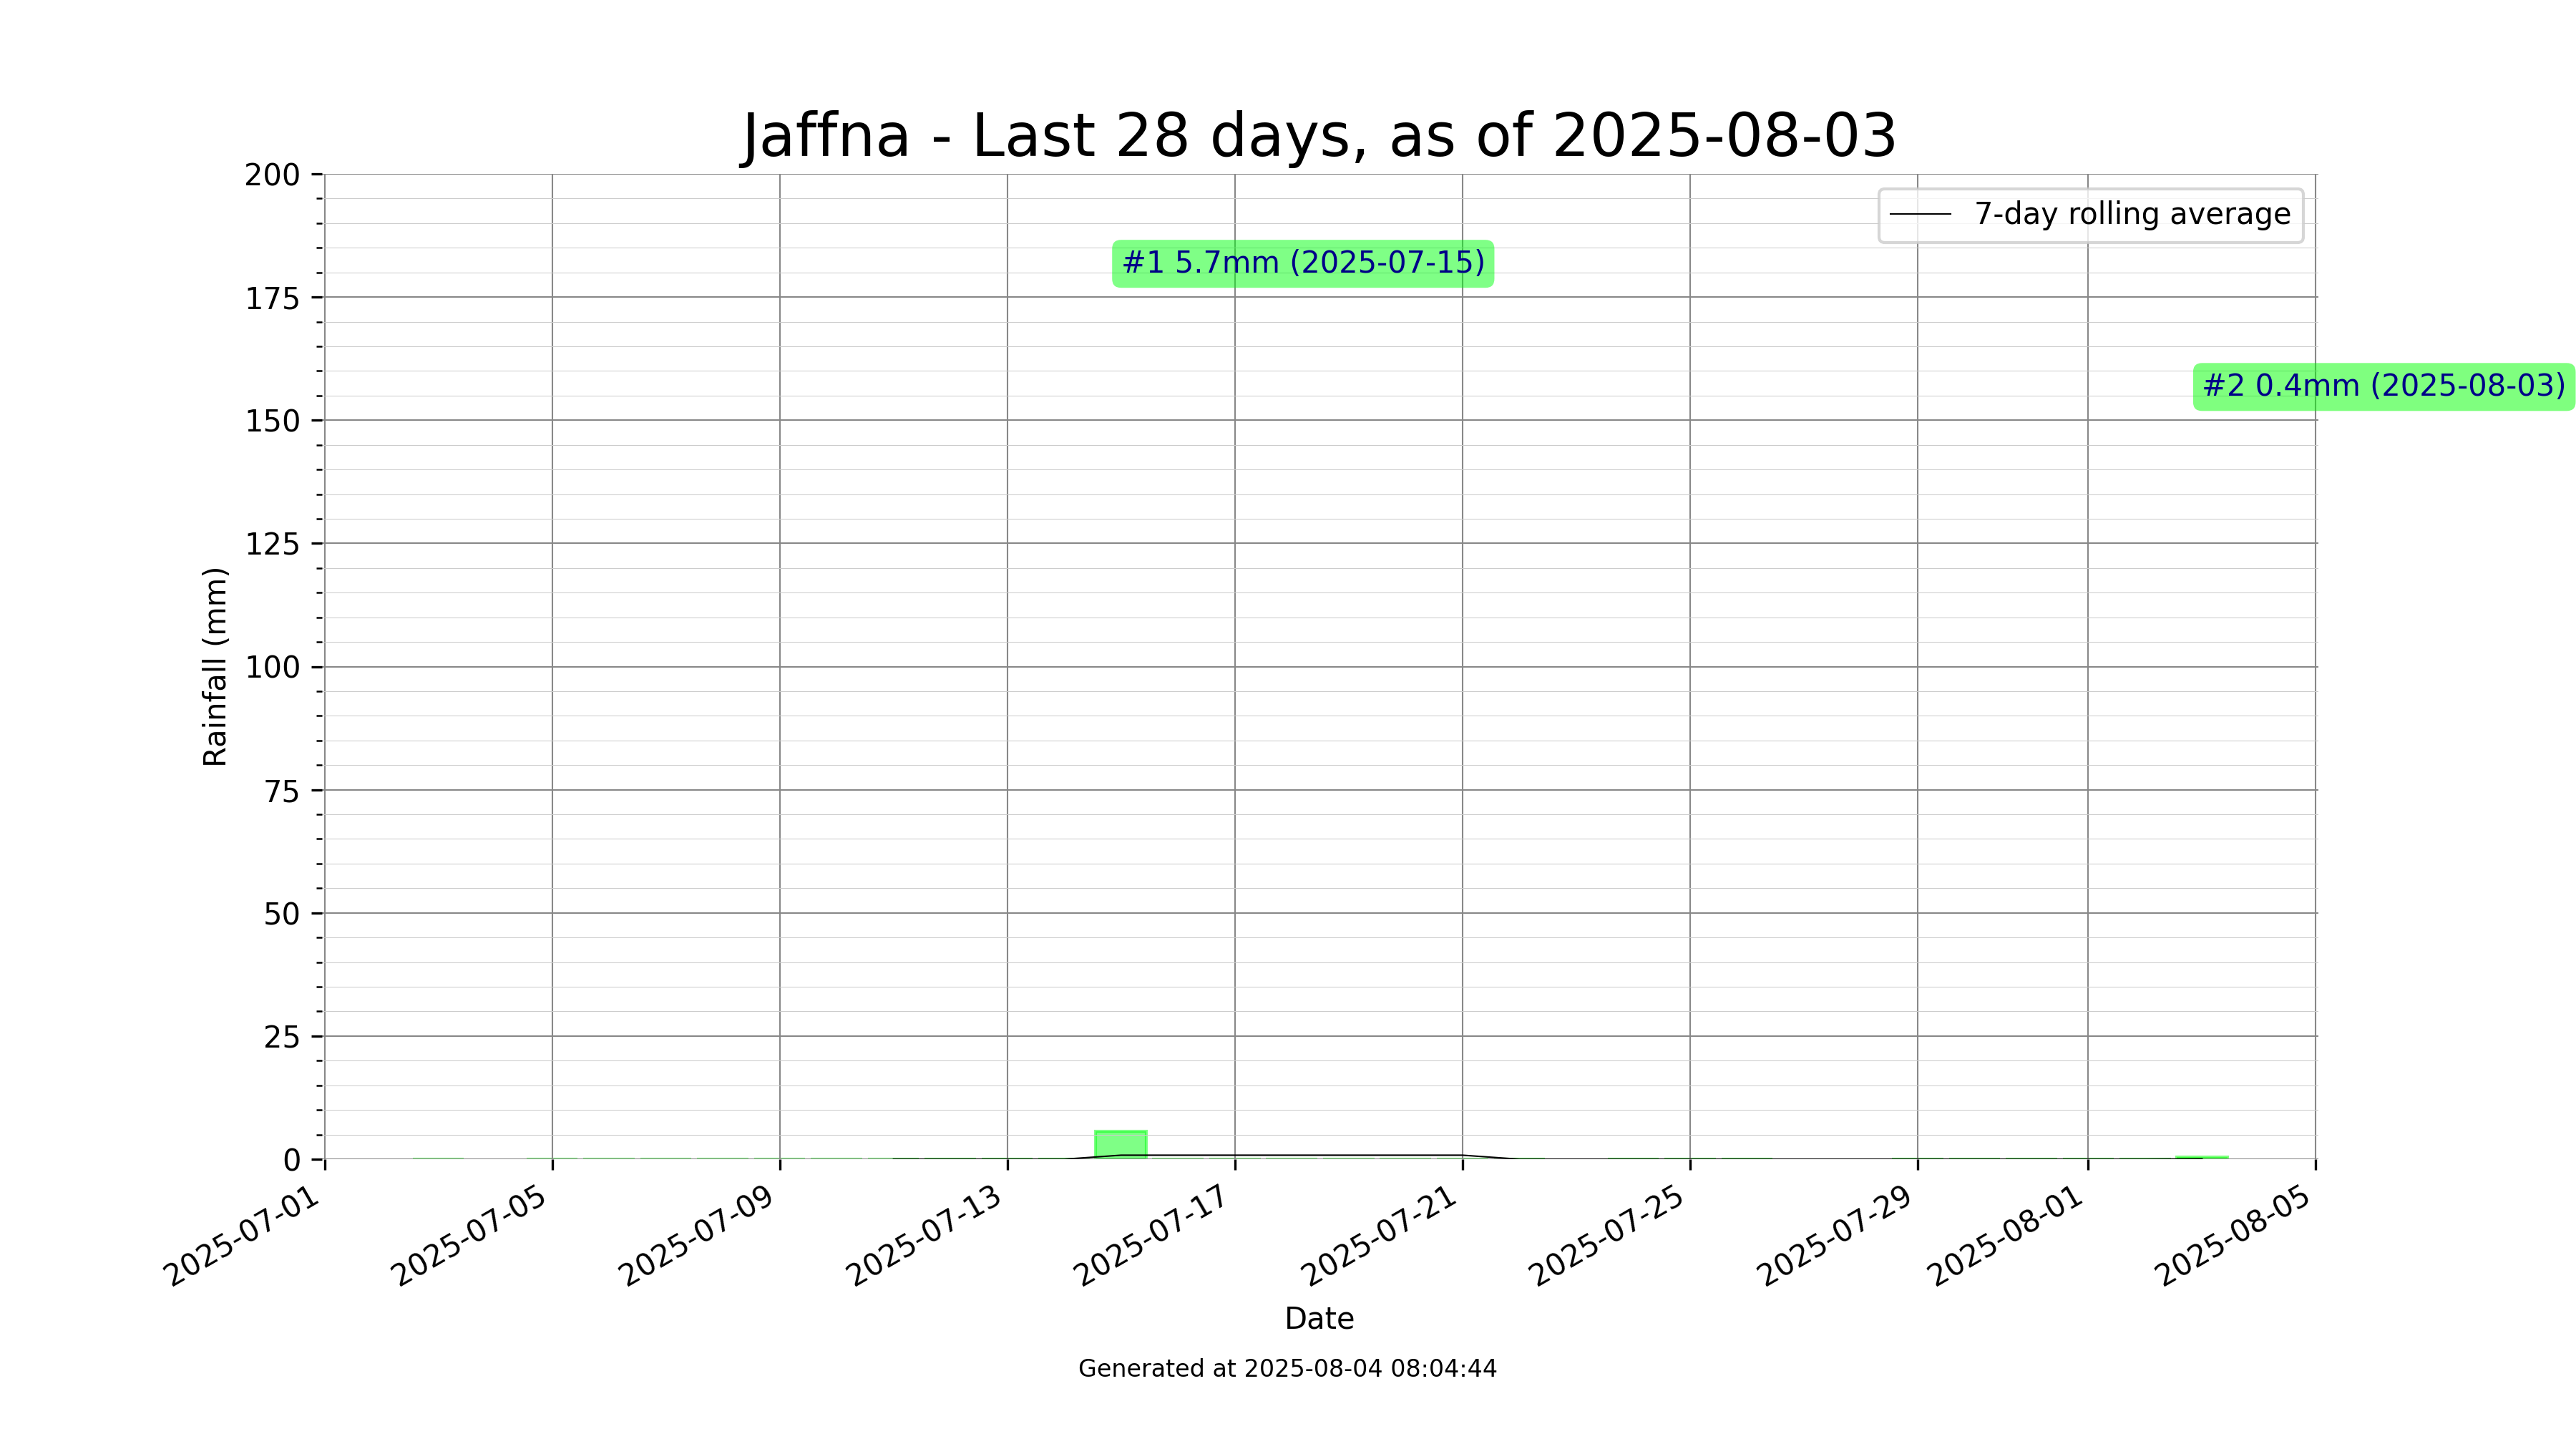 Jaffna - Last 28 days, as of 2025-08-03
7-day rolling average
#1 5.7mm (2025-07-15)
#2 0.4mm (2025-08-03)
Rainfall (mm)
200
175
150
125
100
75
50
25
0
2025-07-01
2025-07-05
2025-07-09
2025-07-13
2025-07-17
2025-07-21
2025-07-25
2025-07-29
2025-08-01
2025-08-05
Date
Generated at 2025-08-04 08:04:44